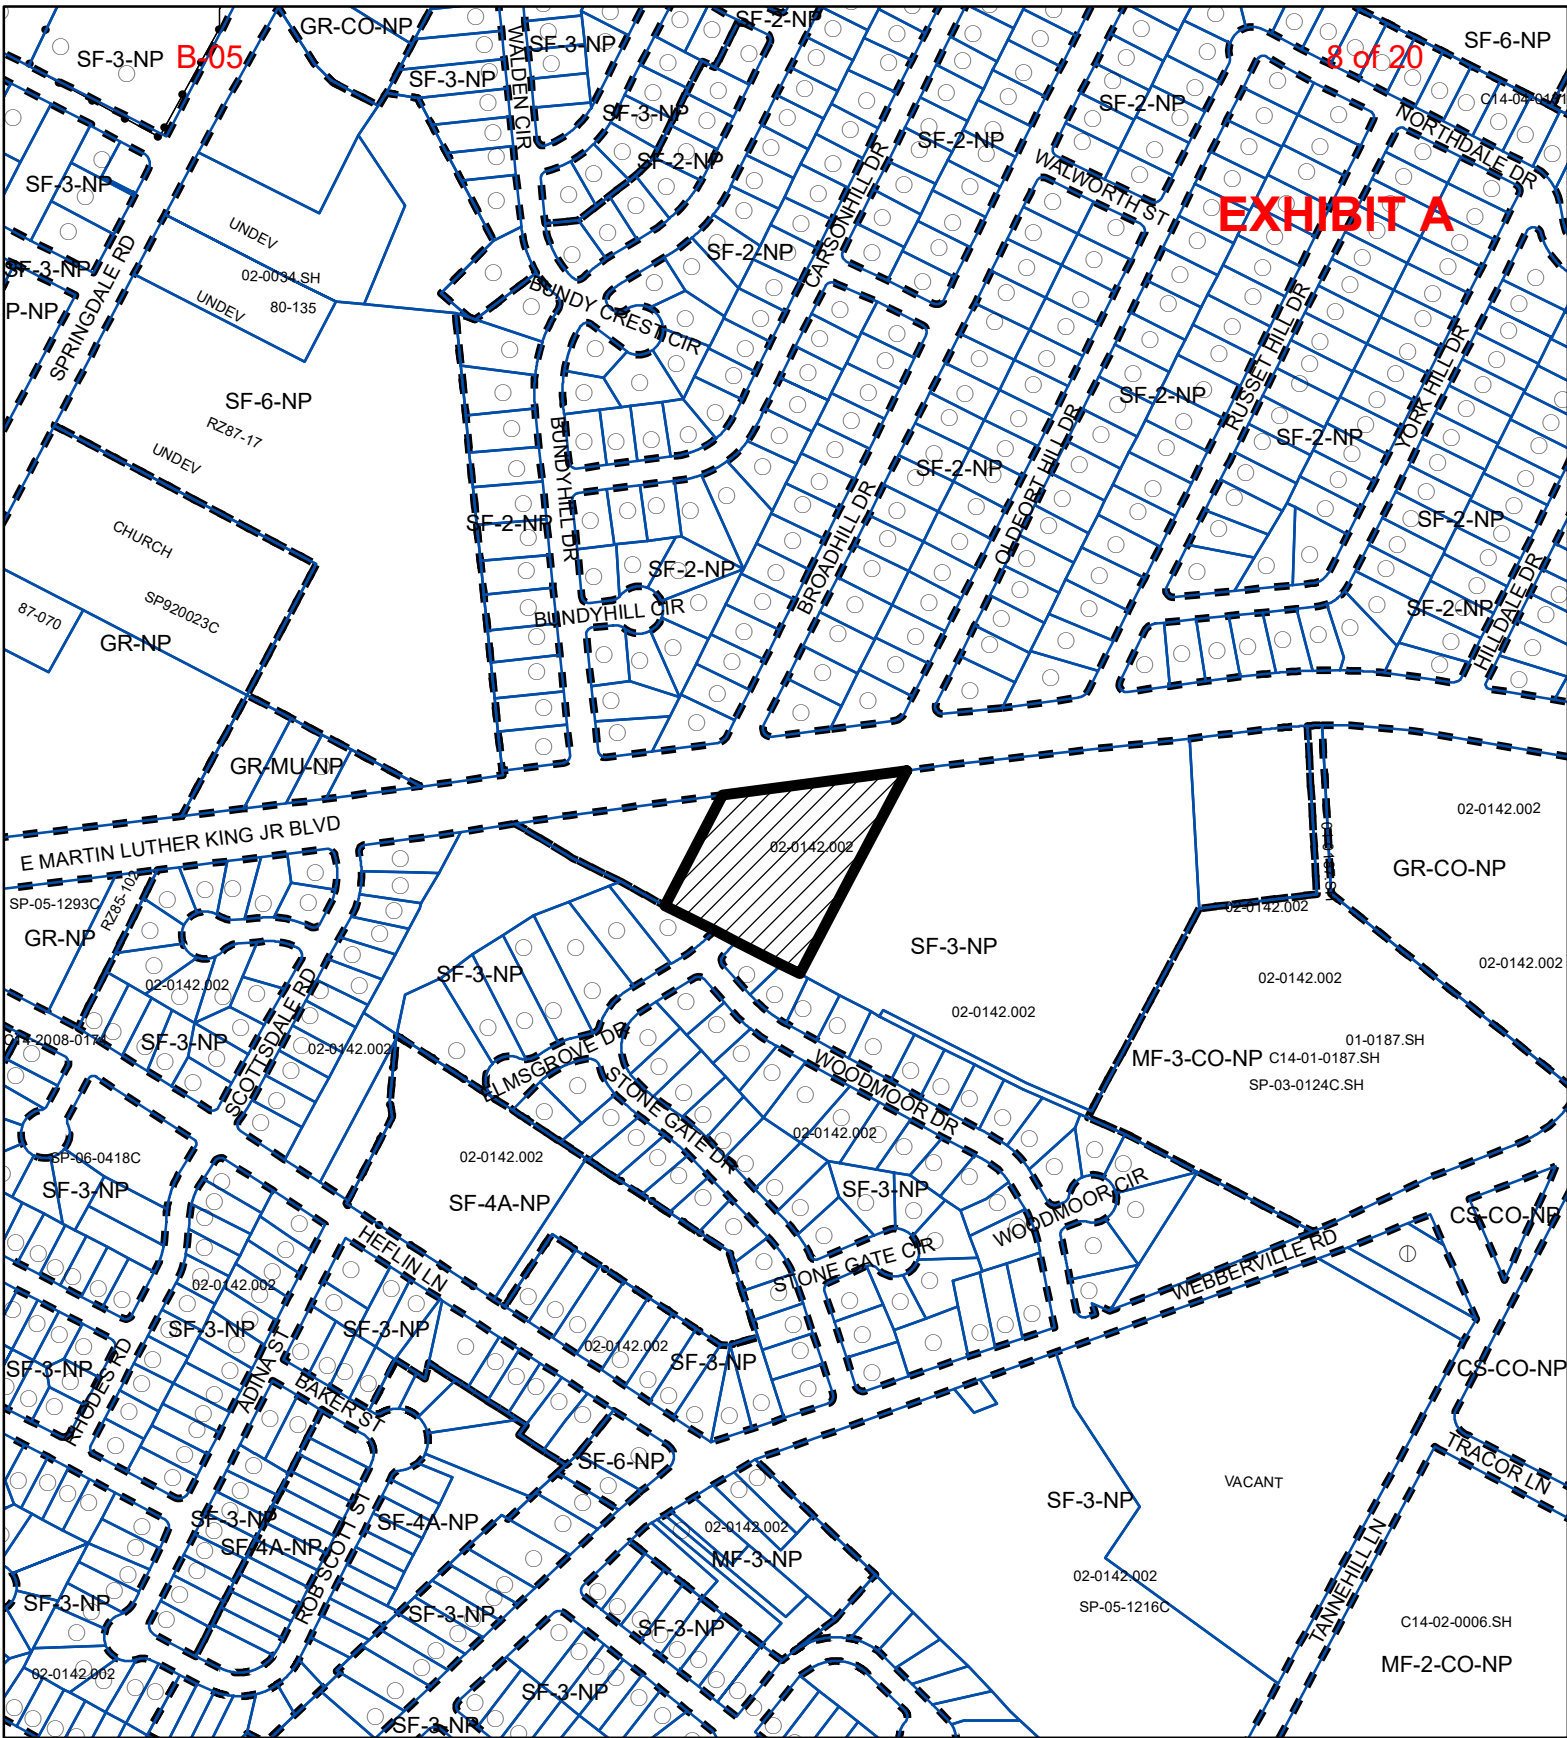 B-05
8 of 20
EXHIBIT A
SF-3-NP
GR-CO-NP
SF-3-NP
WALDEN CIR
SF-3-NP
SF-2-NP
SF-6-NP
SF-3-NP
SF-2-NP
SF-2-NP
SF-2-NP
NORTHDALE DR
WALWORTH ST
SF-3-NP
UNDEV
02-0034.SH
UNDEV
80-135
SF-3-NP
P-NP
SPRINGDALE RD
SF-2-NP
CARSONHILL DR
BUNDY CREST CIR
SF-6-NP
RZ87-17
UNDEV
BUNDYHILL DR
SF-2-NP
RUSSET HILL DR
YORK HILL DR
SF-2-NP
SF-2-NP
OLDFORT HILL DR
CHURCH
SF-2-NP
SF-2-NP
BROADHILL DR
SF-2-NP
SF-2-NP
HILLDALE DR
87-070
SP920023C
GR-NP
BUNDYHILL CIR
GR-MU-NP
E MARTIN LUTHER KING JR BLVD
02-0142.002
02-0142.002
GR-CO-NP
SP-05-1293C
RZ85-102
GR-NP
02-0142.002
SF-3-NP
SF-3-NP
02-0142.002
02-0142.002
02-0142.002
02-0142.002
SF-3-NP
SCOTTSDALE RD
02-0142.002
ELMSGROVE DR
STONE GATE DR
WOODMOOR DR
MF-3-CO-NP
01-0187.SH
C14-01-0187.SH
SP-03-0124C.SH
02-0142.002
SP-06-0418C
SF-3-NP
02-0142.002
SF-4A-NP
SF-3-NP
WOODMOOR CIR
STONE GATE CIR
WEBBERVILLE RD
CS-CO-NP
HEFLIN LN
02-0142.002
SF-3-NP
SF-3-NP
02-0142.002
SF-3-NP
SF-3-NP
RHODES RD
ADINA ST
BAKER ST
CS-CO-NP
TRACOR LN
SF-6-NP
SF-3-NP
VACANT
SF-3-NP
SF-4A-NP
SF-4A-NP
ROB SCOTT ST
02-0142.002
MF-3-NP
02-0142.002
SP-05-1216C
TANNEHILL LN
C14-02-0006.SH
MF-2-CO-NP
SF-3-NP
SF-3-NP
SF-3-NP
02-0142.002
SF-3-NP
SF-3-NP